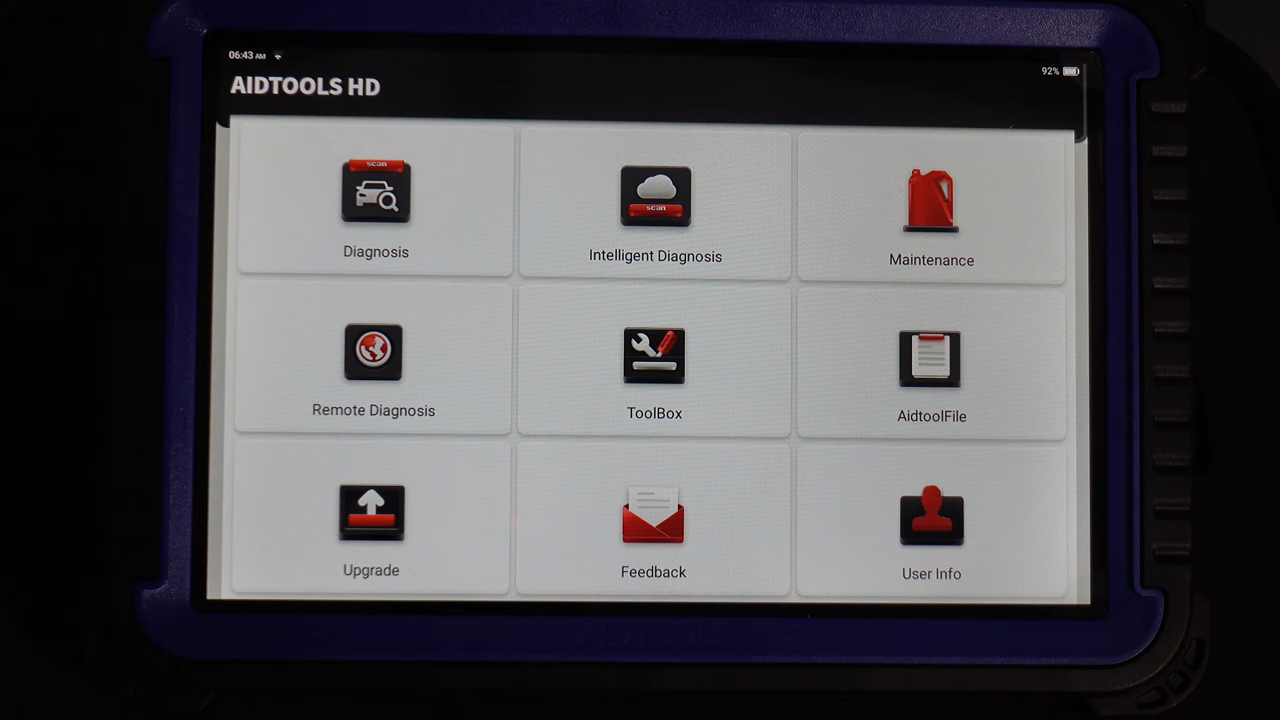 06:43 AM
92%
AIDTOOLS HD
scan
Diagnosis
scan
Intelligent Diagnosis
Maintenance
Remote Diagnosis
ToolBox
AidtoolFile
Upgrade
Feedback
User Info